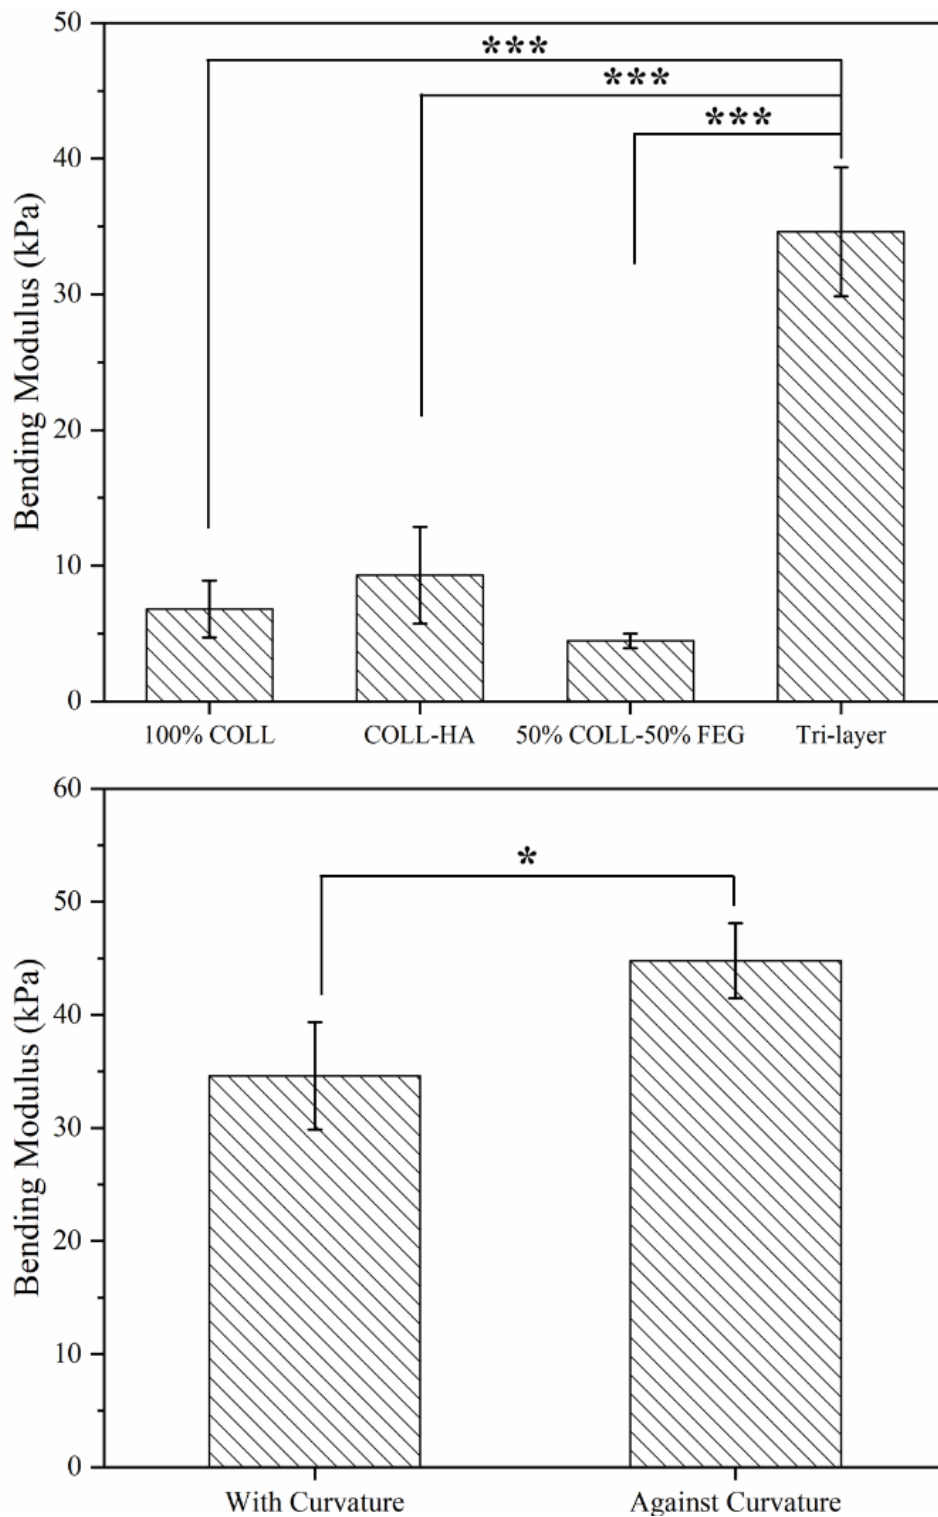 50
40
30
20
10
0
Bending Modulus (kPa)
***
***
***
100% COLL
COLL-HA
50% COLL-50% FEG
Tri-layer
60
50
40
30
20
10
0
Bending Modulus (kPa)
*
With Curvature
Against Curvature